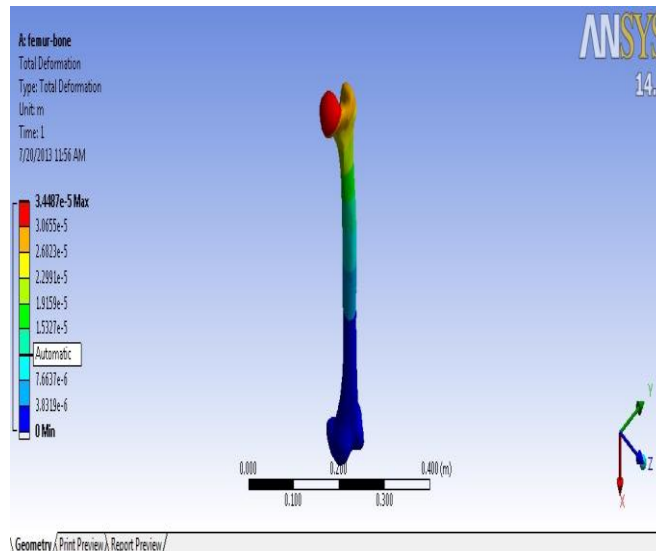 A: femur-bone
Total Deformation
Type: Total Deformation
Unit: m
Time: 1
7/20/2013 11:56 AM
ANSYS
14.
3.4487e-5 Max
3.0655e-5
2.6823e-5
2.2991e-5
1.9159e-5
1.5327e-5
Automatic
7.6637e-6
3.8319e-6
0 Min
0.000 0.200 0.400 (m)
0.100 0.300
Y
Z
X
Geometry Print Preview Report Preview